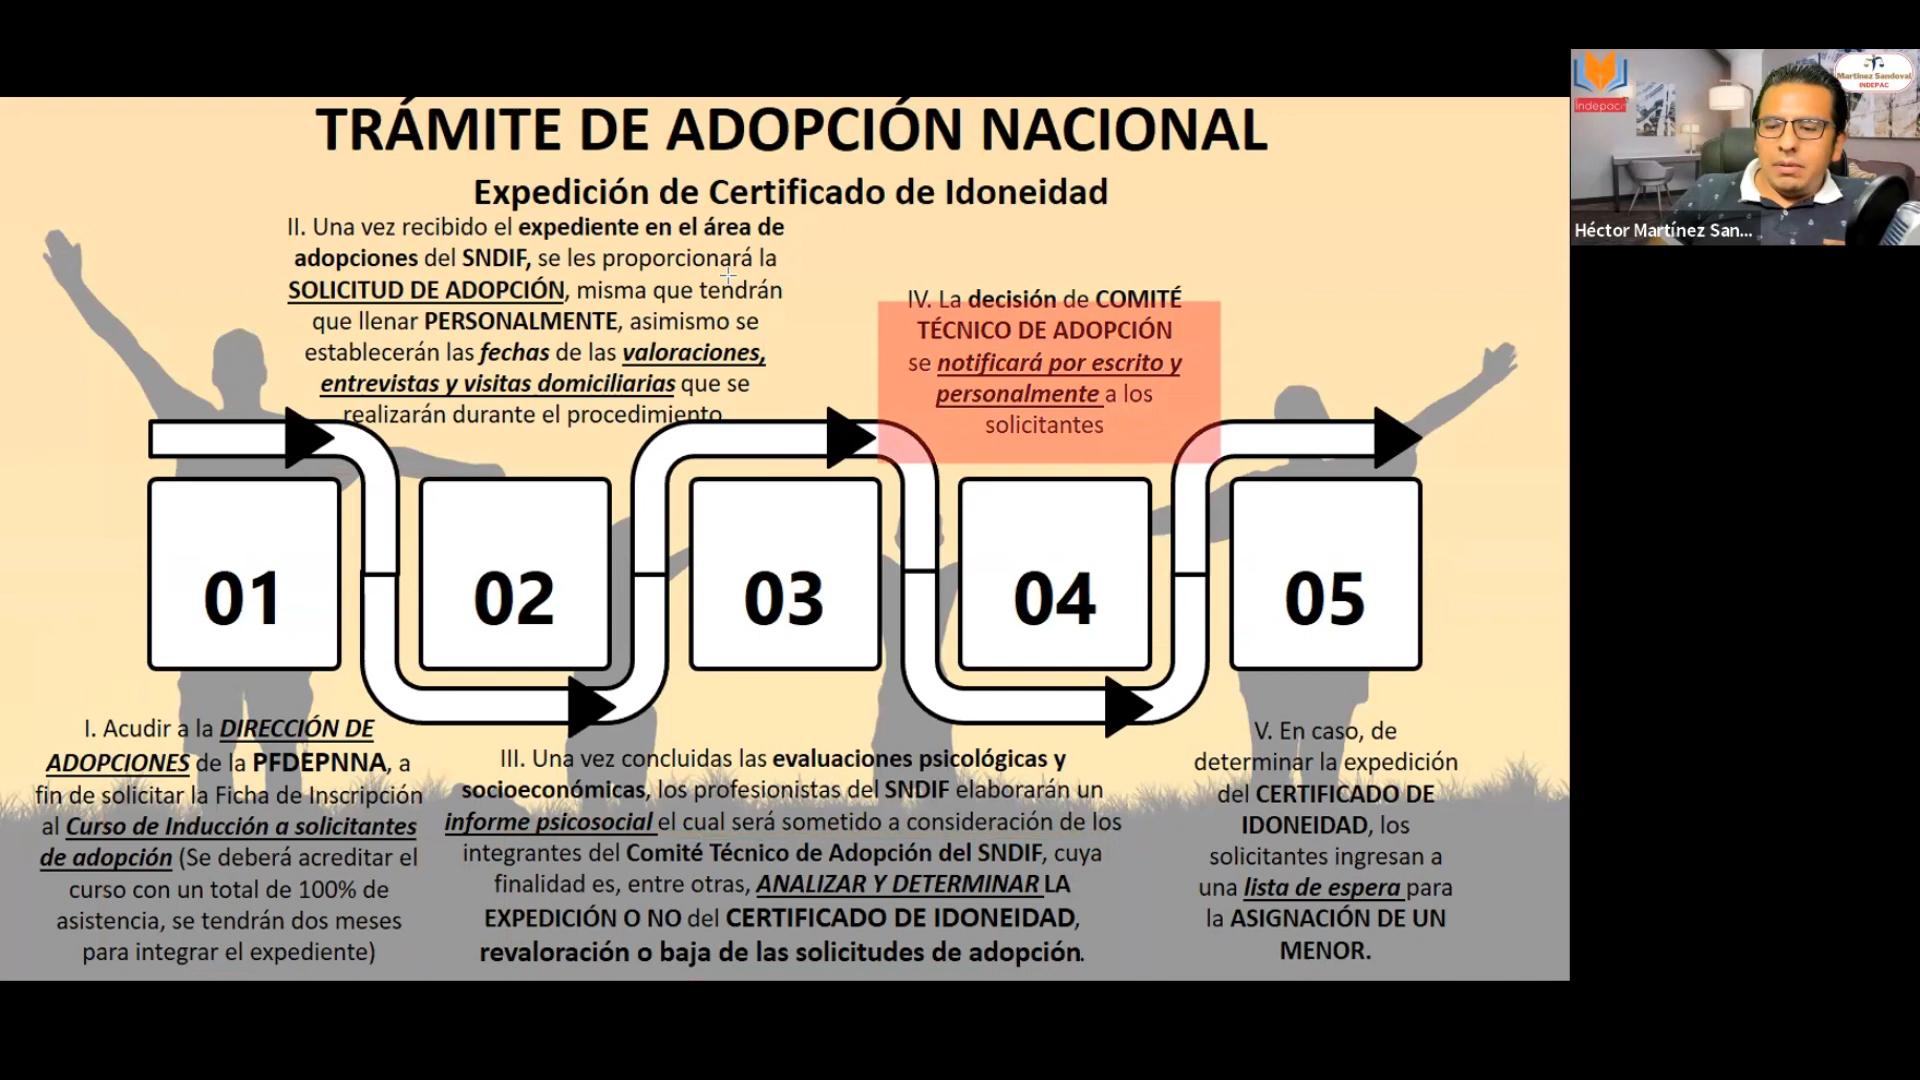 TRÁMITE DE ADOPCIÓN NACIONAL
Expedición de Certificado de Idoneidad
II. Una vez recibido el expediente en el área de
adopciones del SNDIF, se les proporcionará la
SOLICITUD DE ADOPCIÓN, misma que tendrán
que llenar PERSONALMENTE, asimismo se
establecerán las fechas de las valoraciones,
entrevistas y visitas domiciliarias que se
realizarán durante el procedimiento
IV. La decisión de COMITÉ
TÉCNICO DE ADOPCIÓN
se notificará por escrito y
personalmente a los
solicitantes
01
02
03
04
05
I. Acudir a la DIRECCIÓN DE
ADOPCIONES de la PFDEPNNA, a
fin de solicitar la Ficha de Inscripción
al Curso de Inducción a solicitantes
de adopción (Se deberá acreditar el
curso con un total de 100% de
asistencia, se tendrán dos meses
para integrar el expediente)
III. Una vez concluidas las evaluaciones psicológicas y
socioeconómicas, los profesionistas del SNDIF elaborarán un
informe psicosocial el cual será sometido a consideración de los
integrantes del Comité Técnico de Adopción del SNDIF, cuya
finalidad es, entre otras, ANALIZAR Y DETERMINAR LA
EXPEDICIÓN O NO del CERTIFICADO DE IDONEIDAD,
revaloración o baja de las solicitudes de adopción.
V. En caso, de
determinar la expedición
del CERTIFICADO DE
IDONEIDAD, los
solicitantes ingresan a
una lista de espera para
la ASIGNACIÓN DE UN
MENOR.
Indepac
Martínez Sandoval
INDEPAC
Héctor Martínez San...